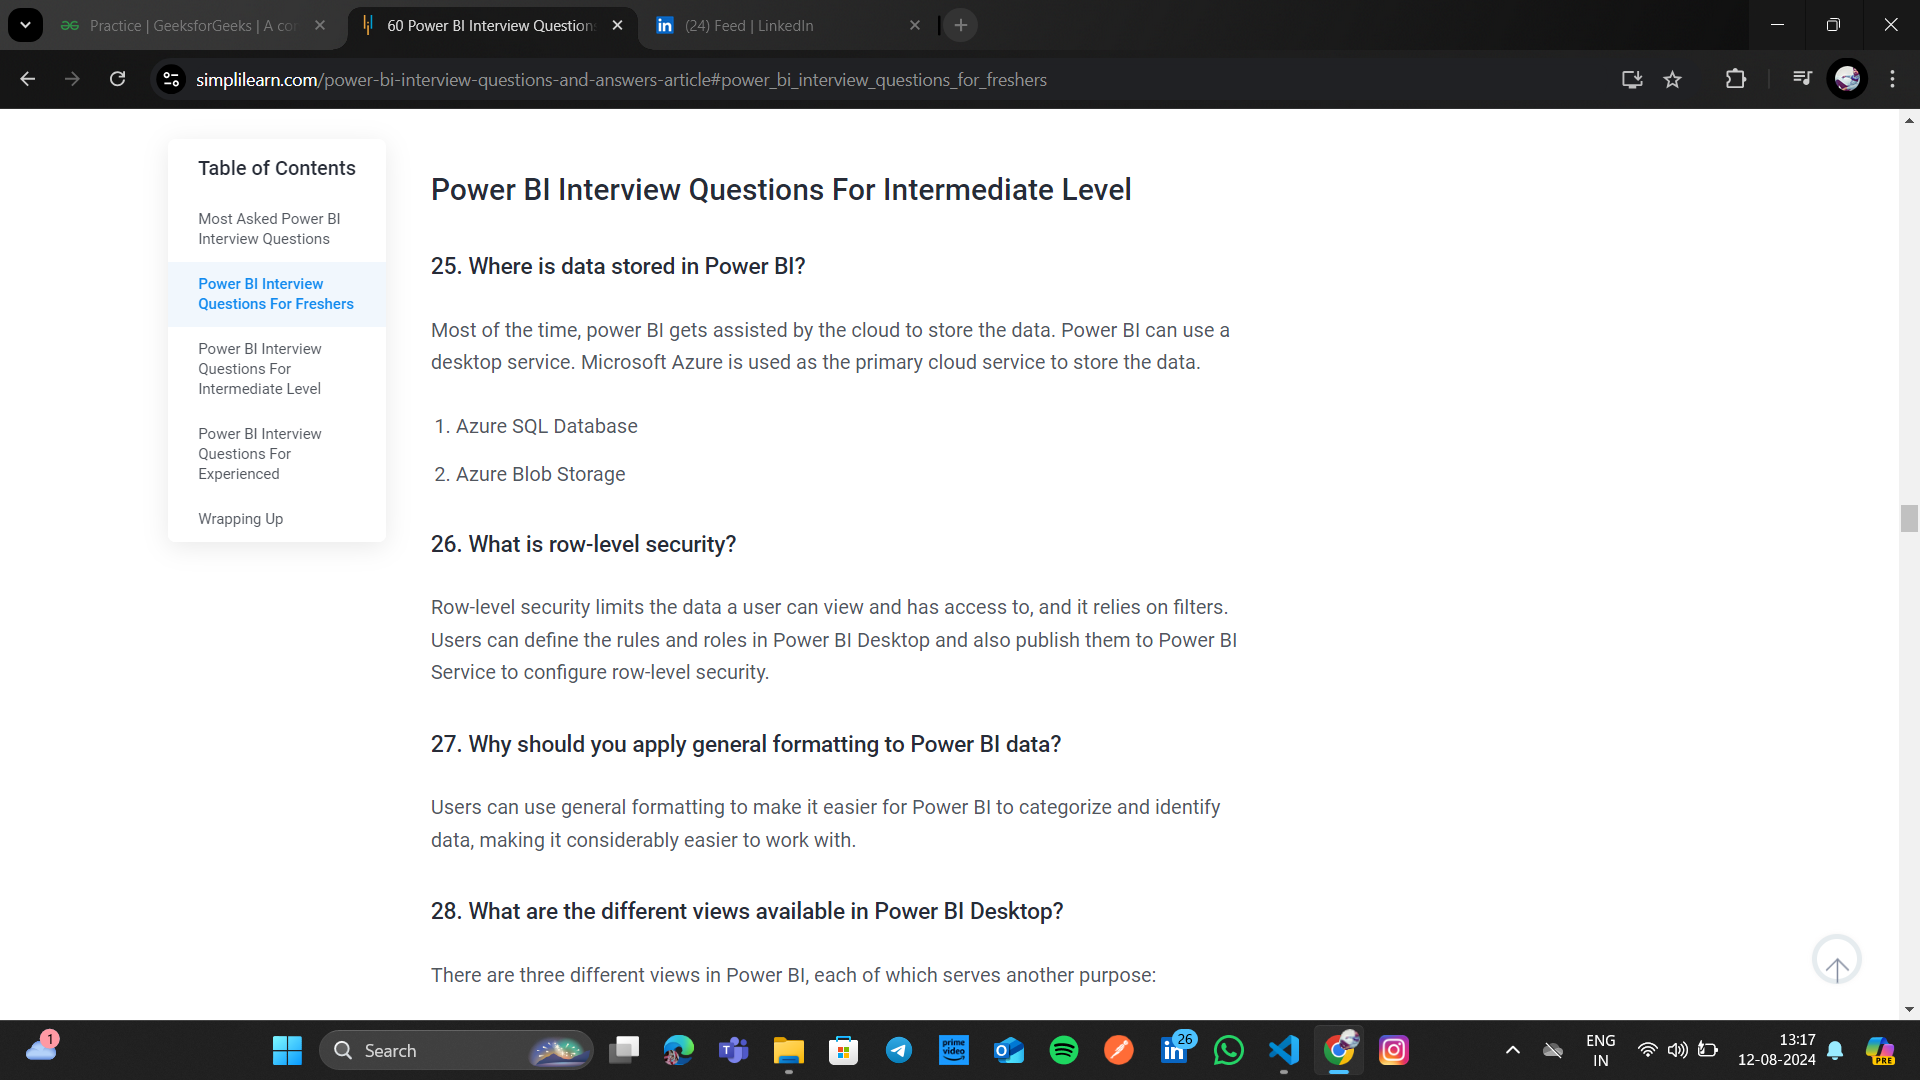 Practice | GeeksforGeeks | A co
60 Power BI Interview Question
(24) Feed | LinkedIn
simplilearn.com/power-bi-interview-questions-and-answers-article#power_bi_interview_questions_for_freshers
Table of Contents
Most Asked Power BI
Interview Questions
Power BI Interview
Questions For Freshers
Power BI Interview
Questions For
Intermediate Level
Power BI Interview
Questions For
Experienced
Wrapping Up
Power BI Interview Questions For Intermediate Level
25. Where is data stored in Power BI?
Most of the time, power BI gets assisted by the cloud to store the data. Power BI can use a
desktop service. Microsoft Azure is used as the primary cloud service to store the data.
1. Azure SQL Database
2. Azure Blob Storage
26. What is row-level security?
Row-level security limits the data a user can view and has access to, and it relies on filters.
Users can define the rules and roles in Power BI Desktop and also publish them to Power BI
Service to configure row-level security.
27. Why should you apply general formatting to Power BI data?
Users can use general formatting to make it easier for Power BI to categorize and identify
data, making it considerably easier to work with.
28. What are the different views available in Power BI Desktop?
There are three different views in Power BI, each of which serves another purpose:
1
Search
prime
video
26
ENG
IN
13:17
12-08-2024
PRE